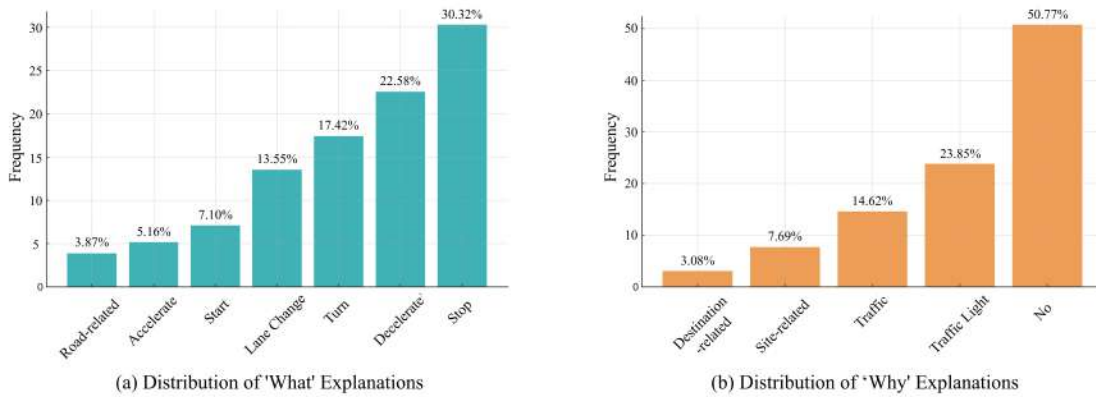 30.32%
30
25
22.58%
20
17.42%
15
13.55%
10
7.10%
5.16%
5
3.87%
0
Frequency
Road-related
Accelerate
Start
Lane Change
Turn
Decelerate'
Stop
(a) Distribution of 'What' Explanations
50.77%
50
40
30
23.85%
20
14.62%
10
7.69%
3.08%
0
Frequency
Destination
-related
Site-related
Traffic
Traffic Light
No
(b) Distribution of ‘Why' Explanations